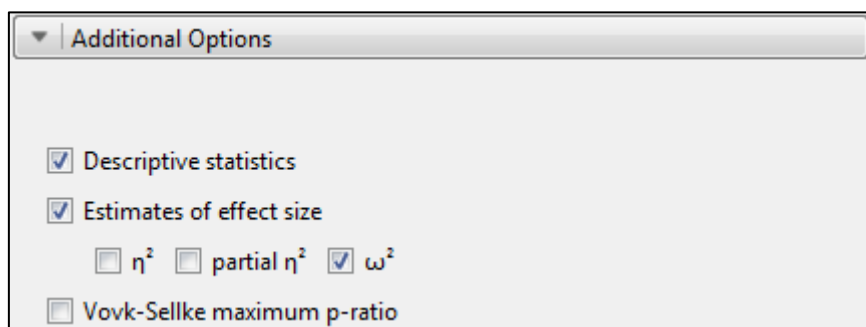 Additional Options
Descriptive statistics
Estimates of effect size
η² partial η² ω²
Vovk-Sellke maximum p-ratio